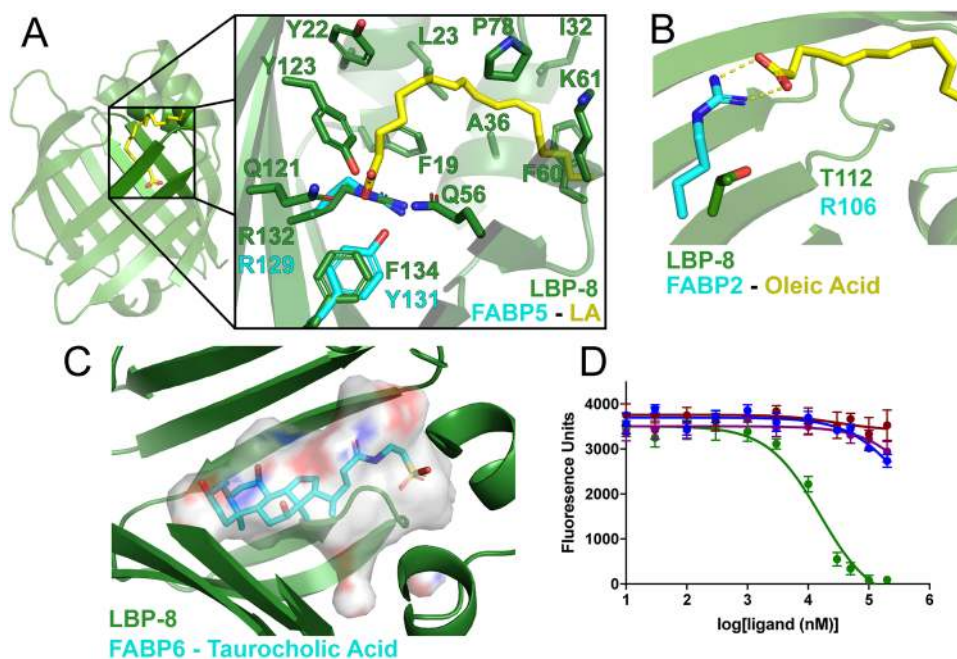 A
Y22
L23
P78
I32
Y123
K61
A36
Q121
F19
F60
Q56
R132
R129
F134
Y131
LBP-8
FABP5 - LA
B
T112
R106
LBP-8
FABP2 - Oleic Acid
C
LBP-8
FABP6 - Taurocholic Acid
D
Fluoresence Units
4000
3000
2000
1000
0
1 2 3 4 5 6
log[ligand (nM)]